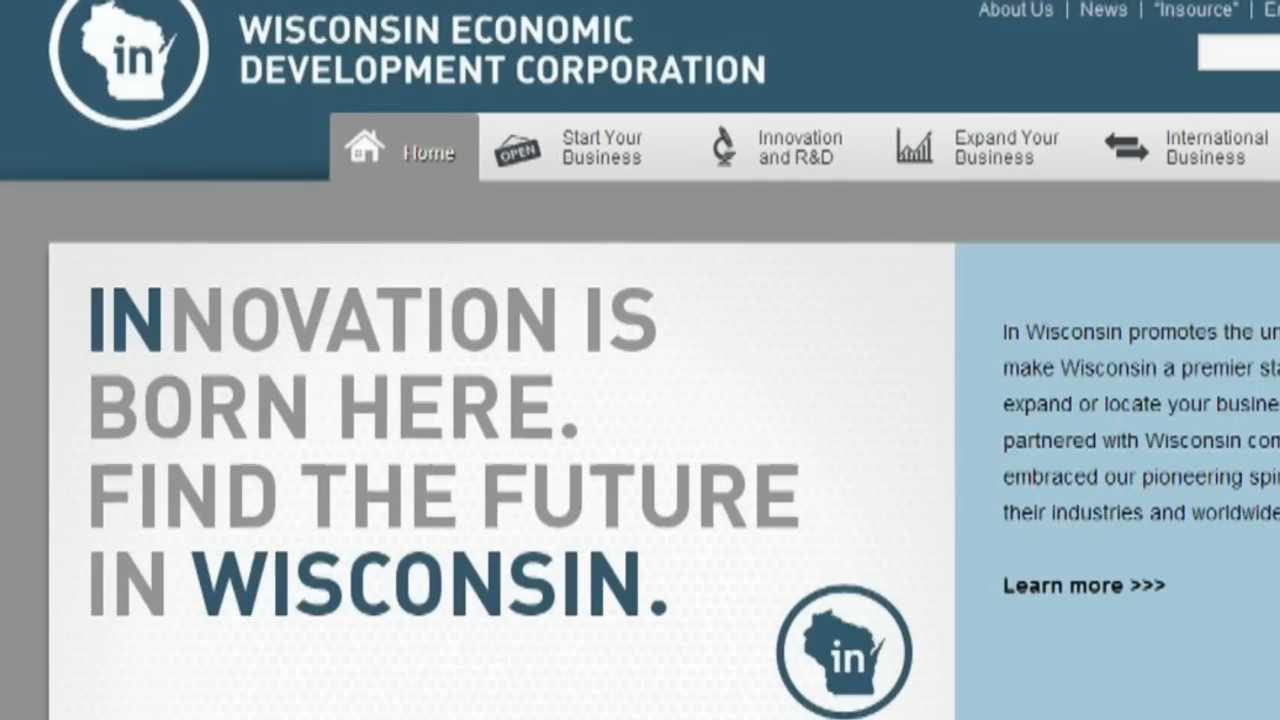 About Us | News | "Insource" |
in
WISCONSIN ECONOMIC
DEVELOPMENT CORPORATION
Home
OPEN
Start Your
Business
Innovation
and R&D
Expand Your
Business
International
Business
INNOVATION IS
BORN HERE.
FIND THE FUTURE
IN WISCONSIN.
in
In Wisconsin promotes the
make Wisconsin a premier
expand or locate your
partnered with Wisconsin
embraced our pioneering
their industries and worldwide
Learn more >>>